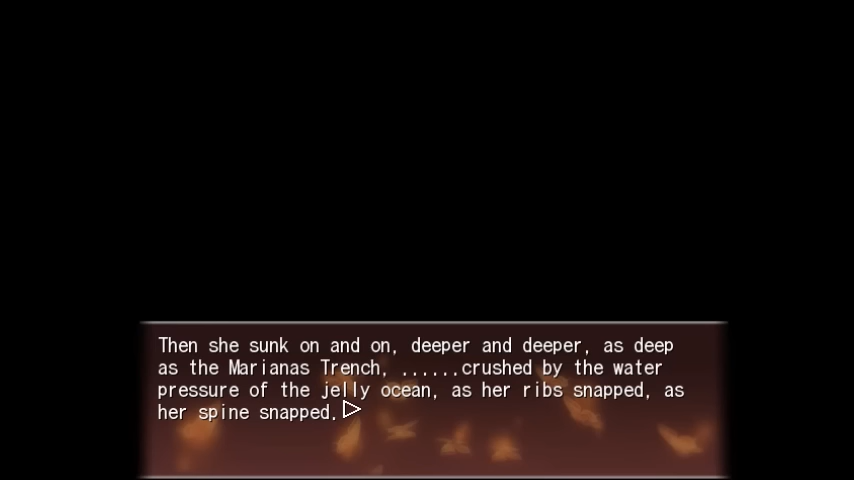 Then she sunk on and on, deeper and deeper, as deep
as the Marianas Trench, ......crushed by the water
pressure of the jelly ocean, as her ribs snapped, as
her spine snapped.